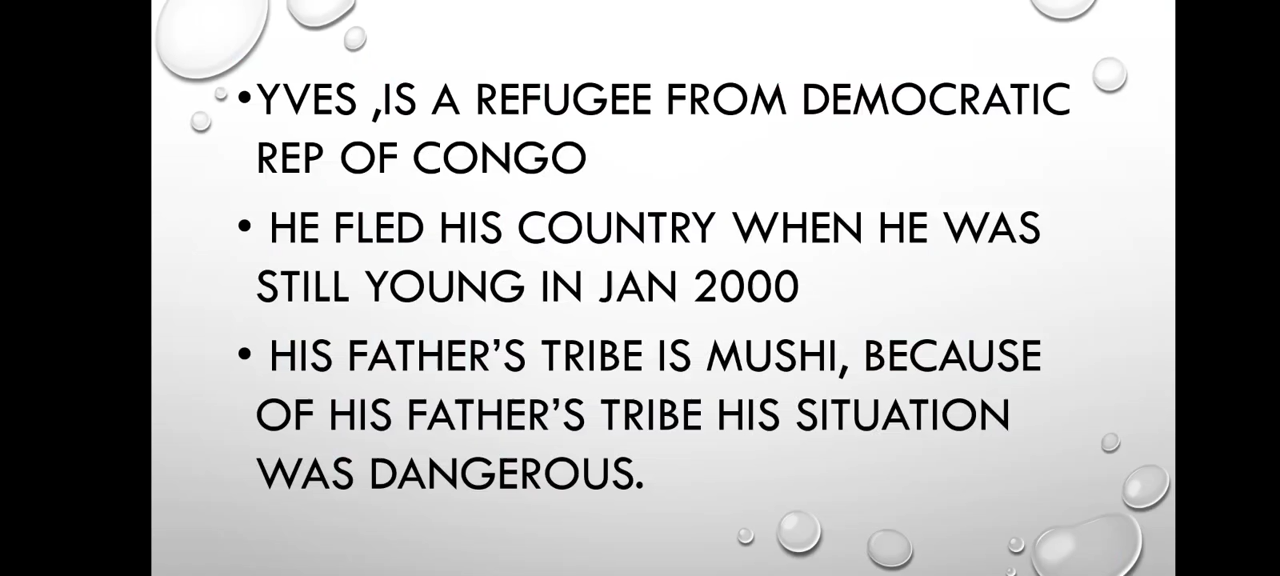 •YVES ,IS A REFUGEE FROM DEMOCRATIC
REP OF CONGO
• HE FLED HIS COUNTRY WHEN HE WAS
STILL YOUNG IN JAN 2000
• HIS FATHER’S TRIBE IS MUSHI, BECAUSE
OF HIS FATHER’S TRIBE HIS SITUATION
WAS DANGEROUS.